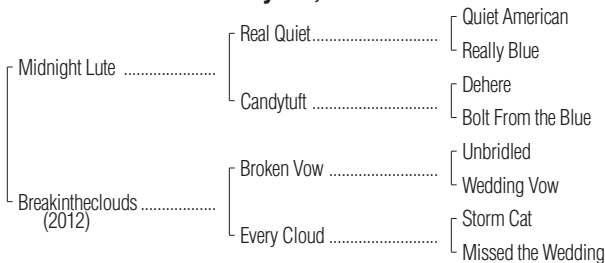 Quiet American
Real Quiet
Really Blue
Midnight Lute
Dehere
Candytuft
Bolt From the Blue
Unbridled
Broken Vow
Wedding Vow
Breakintheclouds
(2012)
Storm Cat
Every Cloud
Missed the Wedding